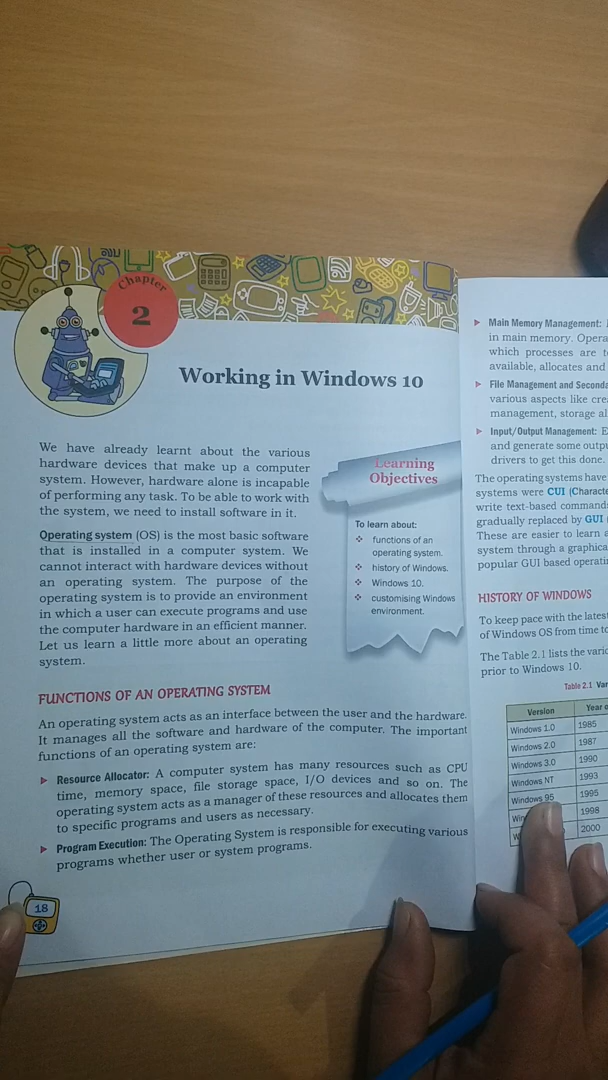 Chapter
2
Working in Windows 10
We have already learnt about the various
hardware devices that make up a computer
system. However, hardware alone is incapable
of performing any task. To be able to work with
the system, we need to install software in it.
Operating system (OS) is the most basic software
that is installed in a computer system. We
cannot interact with hardware devices without
an operating system. The purpose of the
operating system is to provide an environment
in which a user can execute programs and use
the computer hardware in an efficient manner.
Let us learn a little more about an operating
system.
Learning
Objectives
To learn about:
❖ functions of an
operating system.
❖ history of Windows.
❖ Windows 10.
❖ customising Windows
environment.
FUNCTIONS OF AN OPERATING SYSTEM
An operating system acts as an interface between the user and the hardware.
It manages all the software and hardware of the computer. The important
functions of an operating system are:
▶ Resource Allocator: A computer system has many resources such as CPU
time, memory space, file storage space, I/O devices and so on. The
operating system acts as a manager of these resources and allocates them
to specific programs and users as necessary.
▶ Program Execution: The Operating System is responsible for executing various
programs whether user or system programs.
18
▶ Main Memory Management:
in main memory. Opera
which processes are t
available, allocates and
▶ File Management and Seconda
various aspects like cre
management, storage al
▶ Input/Output Management: E
and generate some outpu
drivers to get this done.
The operating systems have
systems were CUI (Characte
write text-based command
gradually replaced by GUI (
These are easier to learn a
system through a graphica
popular GUI based operatin
HISTORY OF WINDOWS
To keep pace with the latest
of Windows OS from time to
The Table 2.1 lists the vario
prior to Windows 10.
Table 2.1 Var
Version Year o
Windows 1.0 1985
Windows 2.0 1987
Windows 3.0 1990
Windows NT 1993
Windows 95 1995
Win 1998
W 2000